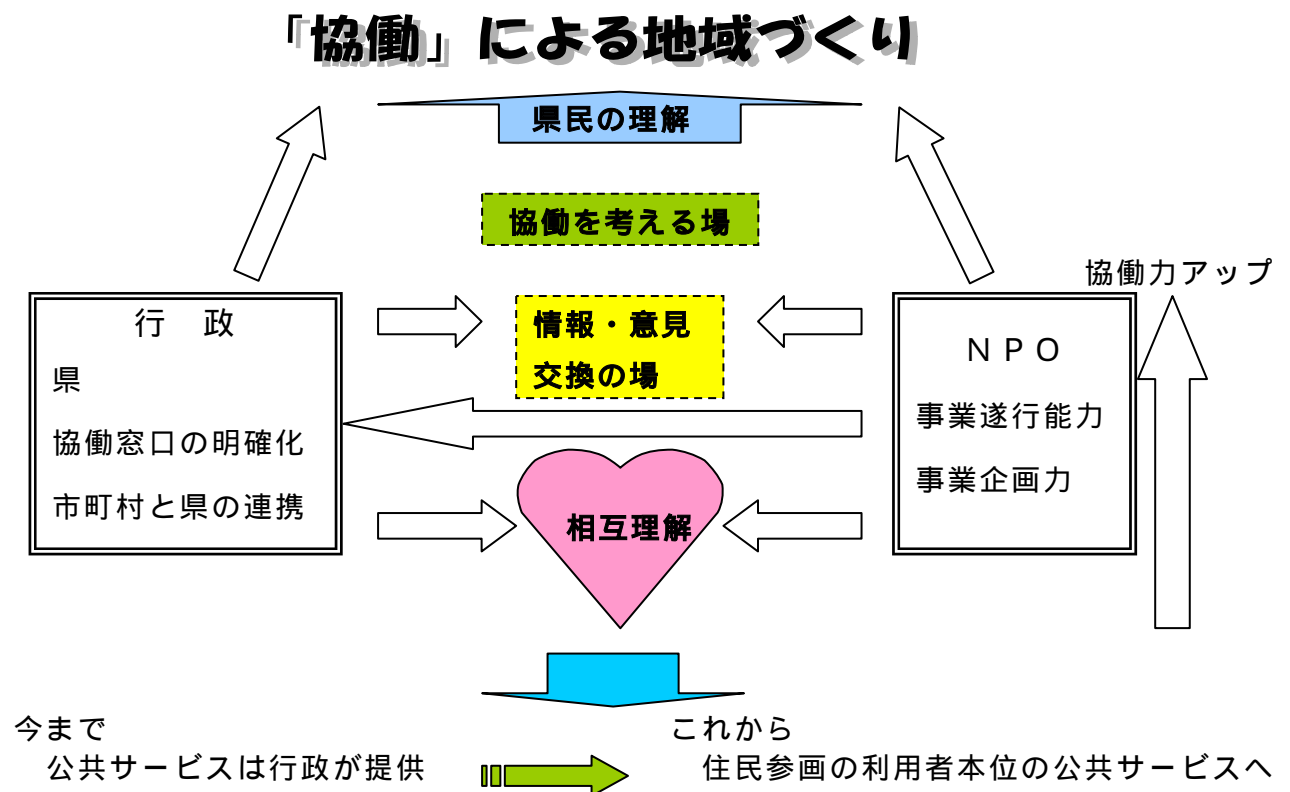 「協働」による地域づくり
県民の理解
協働を考える場
協働力アップ
行　政
県
協働窓口の明確化
市町村と県の連携
情報・意見
交換の場
相互理解
ＮＰＯ
事業遂行能力
事業企画力
今まで
公共サービスは行政が提供
これから
住民参画の利用者本位の公共サービスへ